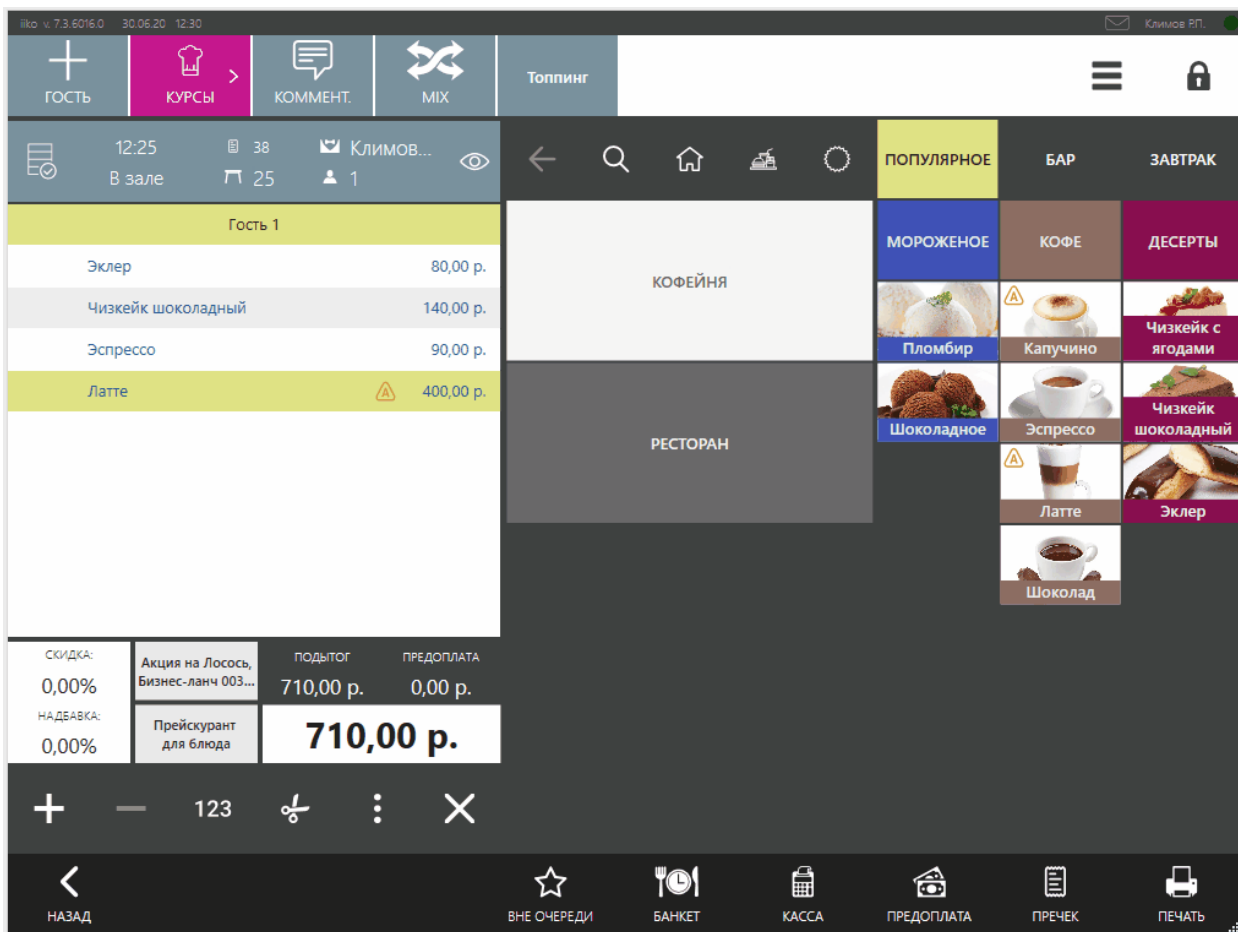 iiko v. 7.3.6016.0 30.06.20 12:30 Климов Р.П.
ГОСТЬ
КУРСЫ
КОММЕНТ.
MIX
Топпинг
12:25 38 Климов...
В зале 25 1
Гость 1
Эклер 80,00 р.
Чизкейк шоколадный 140,00 р.
Эспрессо 90,00 р.
Латте 400,00 р.
СКИДКА:
0,00%
НАДБАВКА:
0,00%
Акция на Лосось,
Бизнес-ланч 003...
Прейскурант
для блюда
ПОДЫТОГ
710,00 р.
ПРЕДОПЛАТА
0,00 р.
710,00 р.
123
КОФЕЙНЯ
РЕСТОРАН
ПОПУЛЯРНОЕ
БАР
ЗАВТРАК
МОРОЖЕНОЕ
КОФЕ
ДЕСЕРТЫ
Пломбир
Капучино
Чизкейк с
ягодами
Шоколадное
Эспрессо
Чизкейк
шоколадный
Латте
Эклер
Шоколад
НАЗАД
ВНЕ ОЧЕРЕДИ
БАНКЕТ
КАССА
ПРЕДОПЛАТА
ПРЕЧЕК
ПЕЧАТЬ